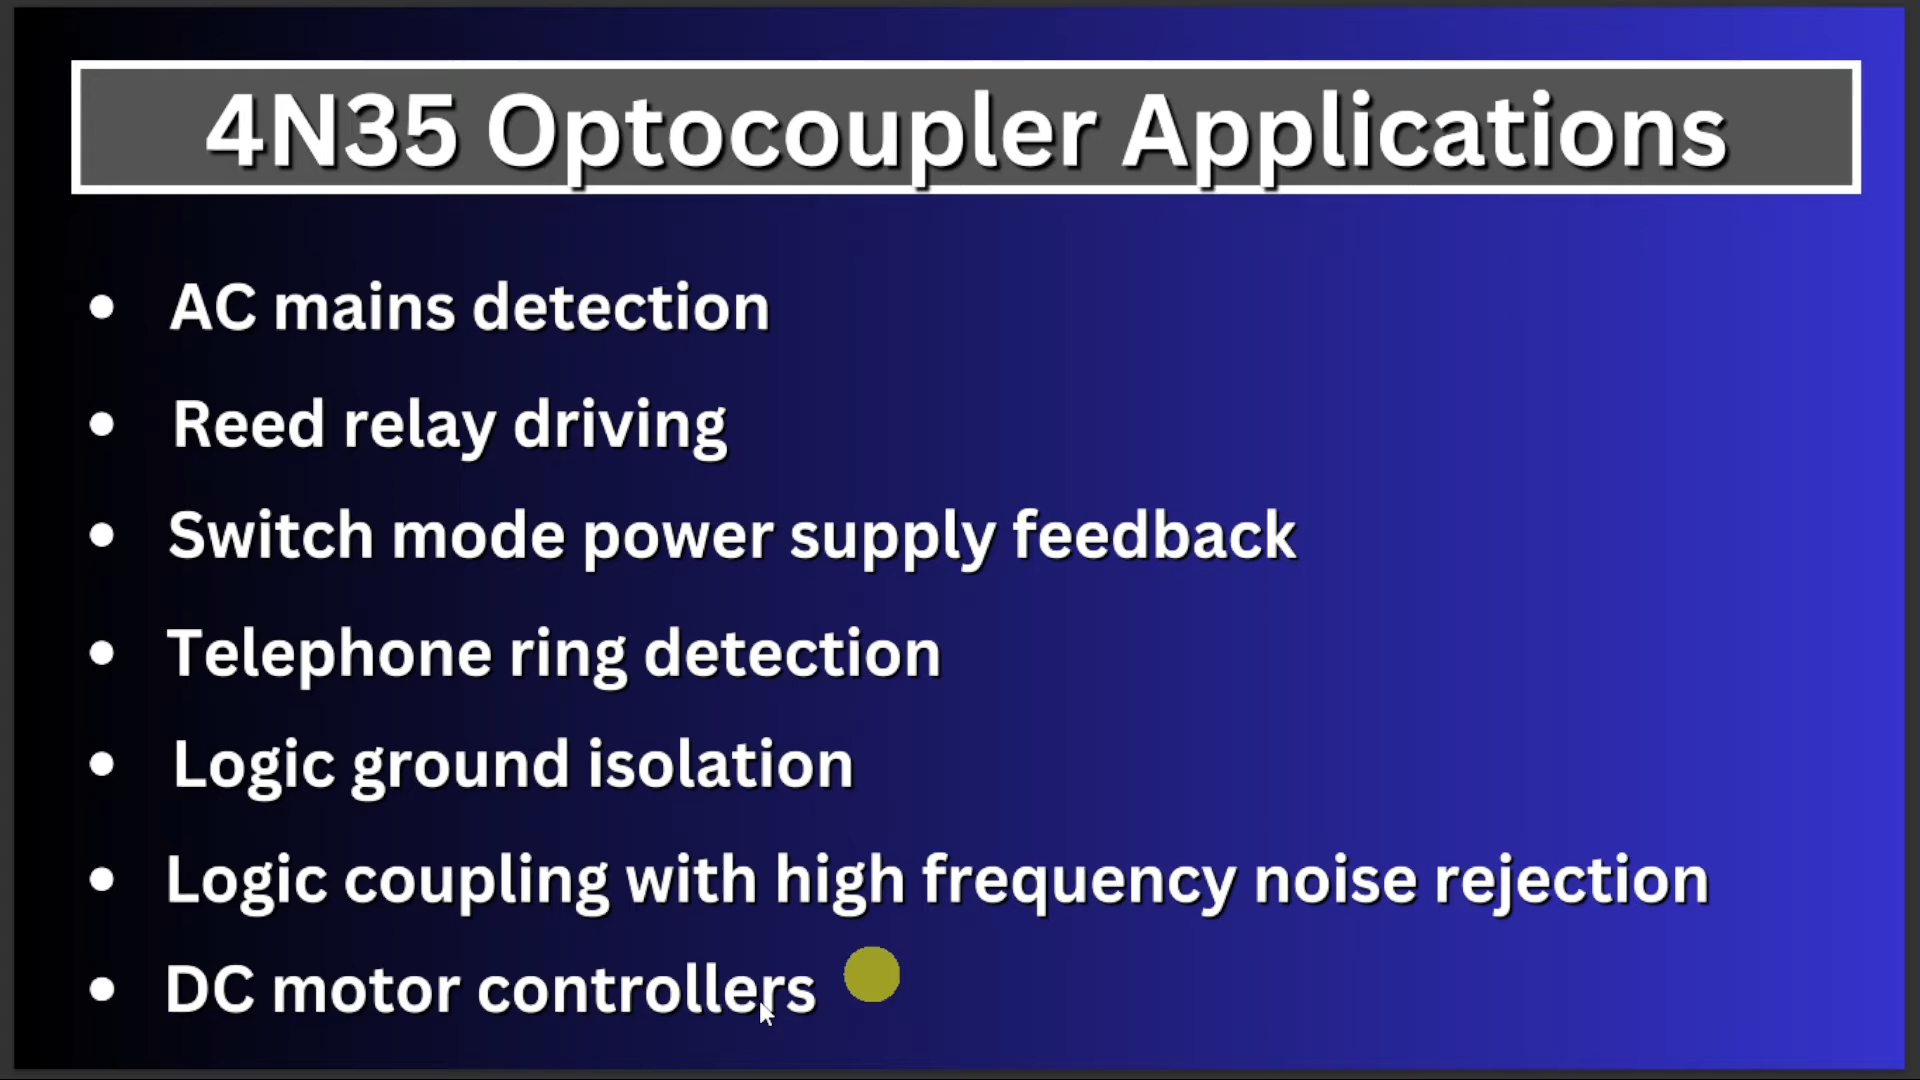 4N35 Optocoupler Applications
• AC mains detection
• Reed relay driving
• Switch mode power supply feedback
• Telephone ring detection
• Logic ground isolation
• Logic coupling with high frequency noise rejection
• DC motor controllers